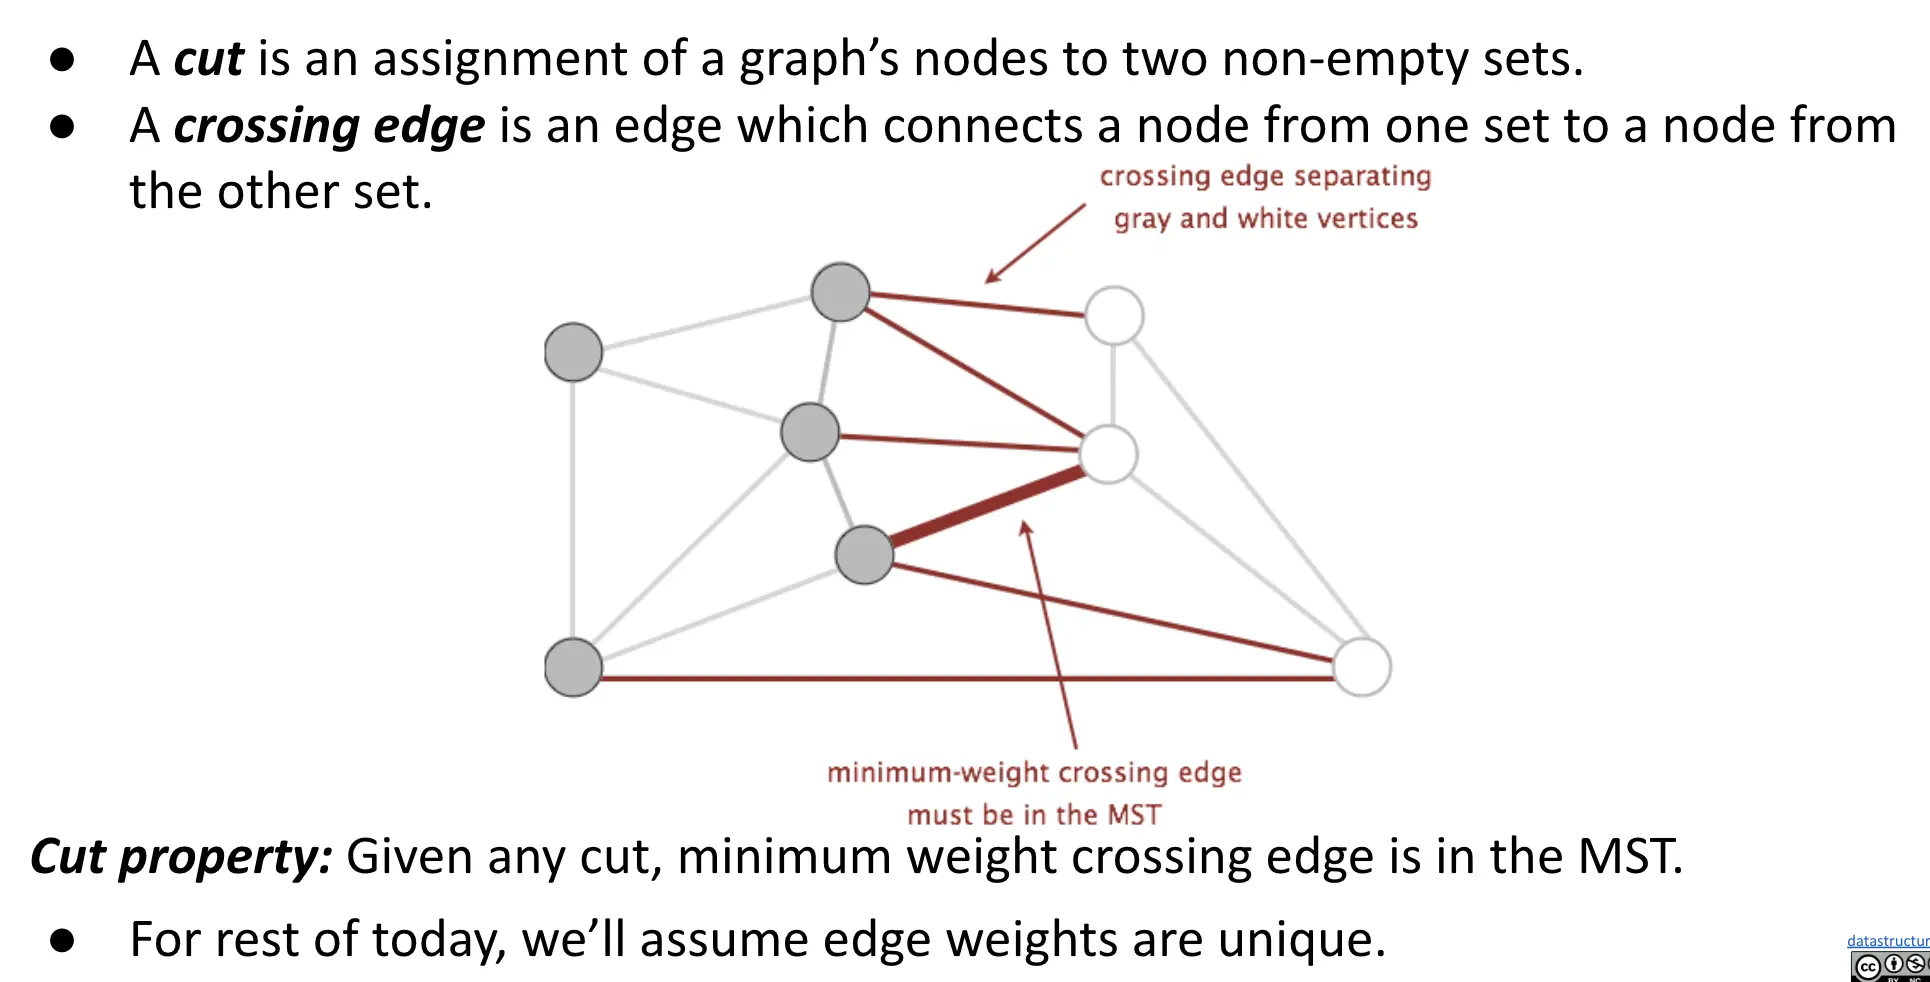 ● A cut is an assignment of a graph’s nodes to two non-empty sets.
● A crossing edge is an edge which connects a node from one set to a node from
the other set.
crossing edge separating
gray and white vertices
minimum-weight crossing edge
must be in the MST
Cut property: Given any cut, minimum weight crossing edge is in the MST.
● For rest of today, we’ll assume edge weights are unique.
datastructur
cc
BY NC